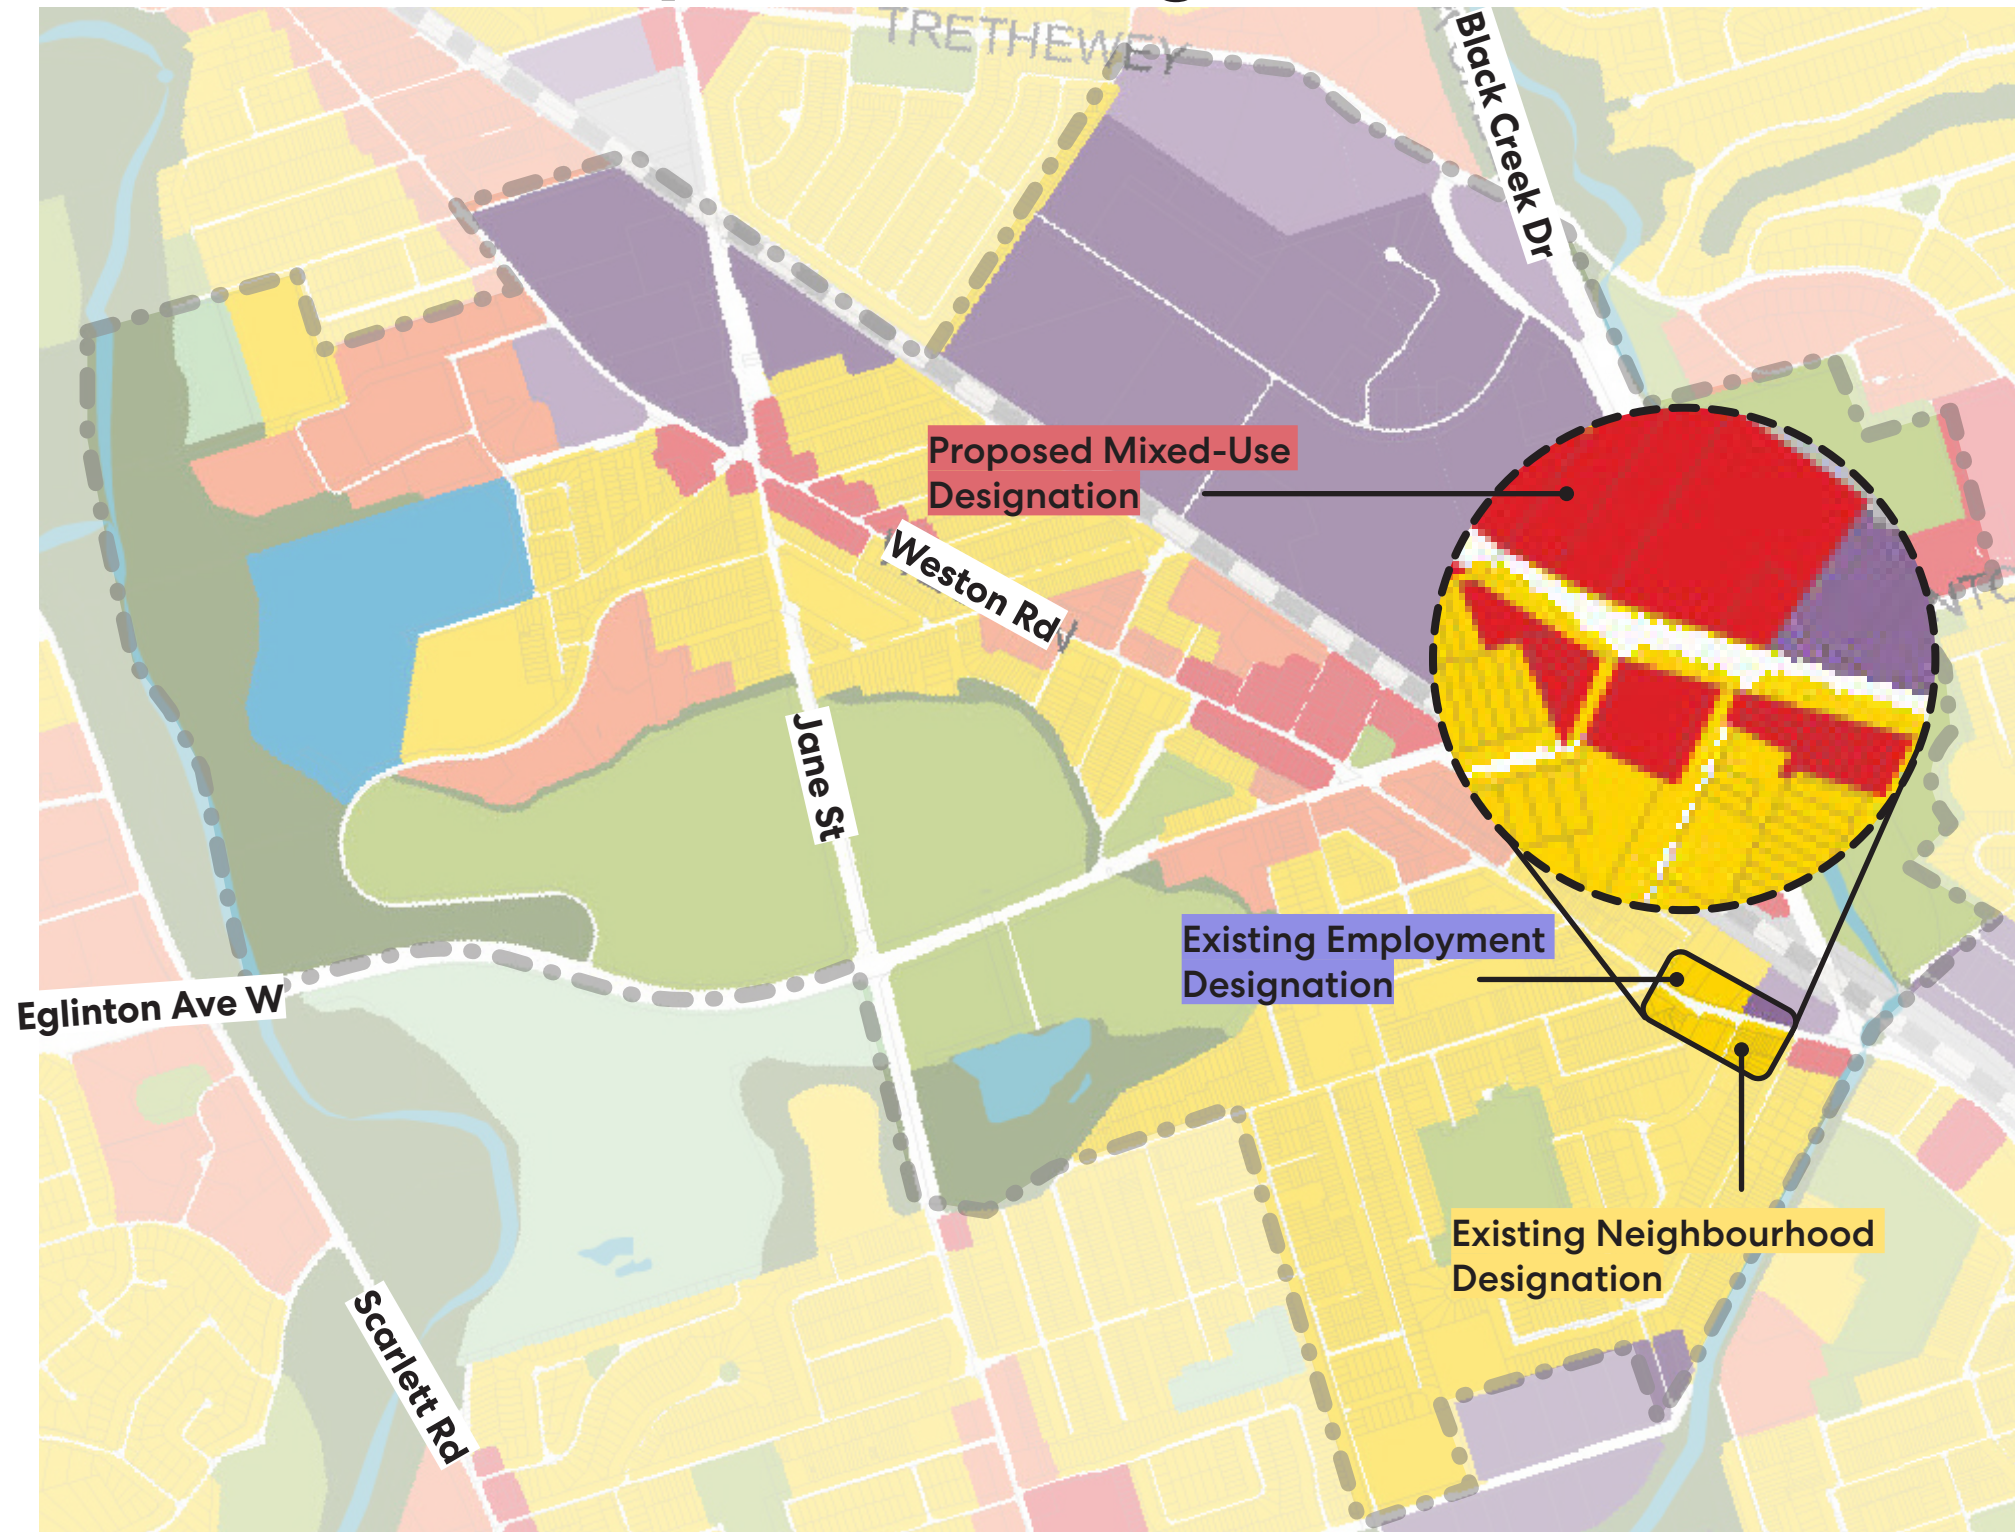 TRETHEWEY
Black Creek Dr
Proposed Mixed-Use
Designation
Weston Rd
Jane St
Existing Employment
Designation
Eglinton Ave W
Existing Neighbourhood
Designation
Scarlett Rd